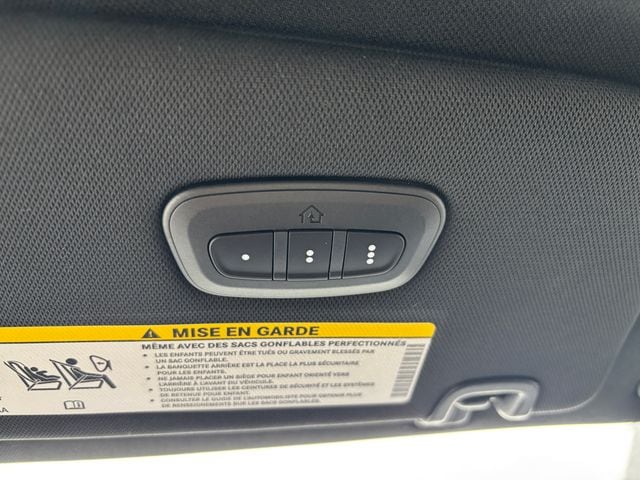 MISE EN GARDE
MÊME AVEC DES SACS GONFLABLES PERFECTIONNÉS
• LES ENFANTS PEUVENT ÊTRE TUÉS OU GRAVEMENT BLESSÉS PAR
UN SAC GONFLABLE.
• LA BANQUETTE ARRIÈRE EST LA PLACE LA PLUS SÉCURITAIRE
POUR LES ENFANTS.
• NE JAMAIS PLACER UN SIÈGE POUR ENFANT ORIENTÉ VERS
L'ARRIÈRE À L'AVANT DU VÉHICULE.
• TOUJOURS UTILISER LES CEINTURES DE SÉCURITÉ ET LES SYSTÈMES
DE RETENUE POUR ENFANT.
• CONSULTER LE GUIDE DE L'AUTOMOBILISTE POUR OBTENIR PLUS
DE RENSEIGNEMENTS SUR LES SACS GONFLABLES.